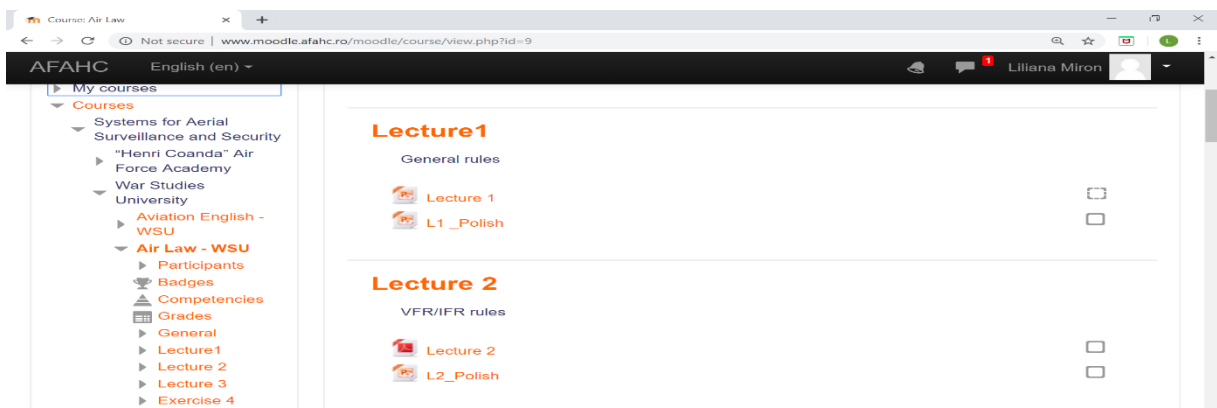 Course: Air Law
Not secure | www.moodle.afahc.ro/moodle/course/view.php?id=9
L
AFAHC
English (en)
1
Liliana Miron
My courses
Courses
Systems for Aerial
Surveillance and Security
"Henri Coanda" Air
Force Academy
War Studies
University
Aviation English -
WSU
Air Law - WSU
Participants
Badges
Competencies
Grades
General
Lecture1
Lecture 2
Lecture 3
Exercise 4
Lecture1
General rules
Lecture 1
L1 _Polish
Lecture 2
VFR/IFR rules
Lecture 2
L2_Polish